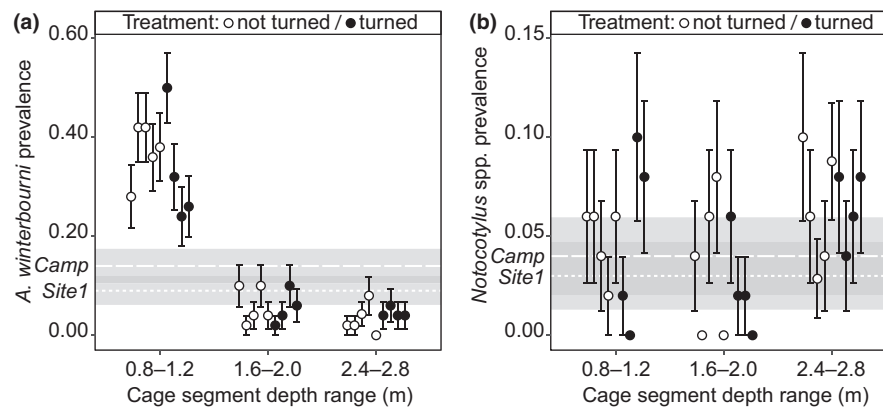 (a)
Treatment: ○ not turned / ● turned
0.60
0.40
0.20
0.00
Camp
Site1
A. winterbourni prevalence
0.8–1.2
1.6–2.0
2.4–2.8
Cage segment depth range (m)
(b)
Treatment: ○ not turned / ● turned
0.15
0.10
0.05
0.00
Camp
Site1
Notocotylus spp. prevalence
0.8–1.2
1.6–2.0
2.4–2.8
Cage segment depth range (m)